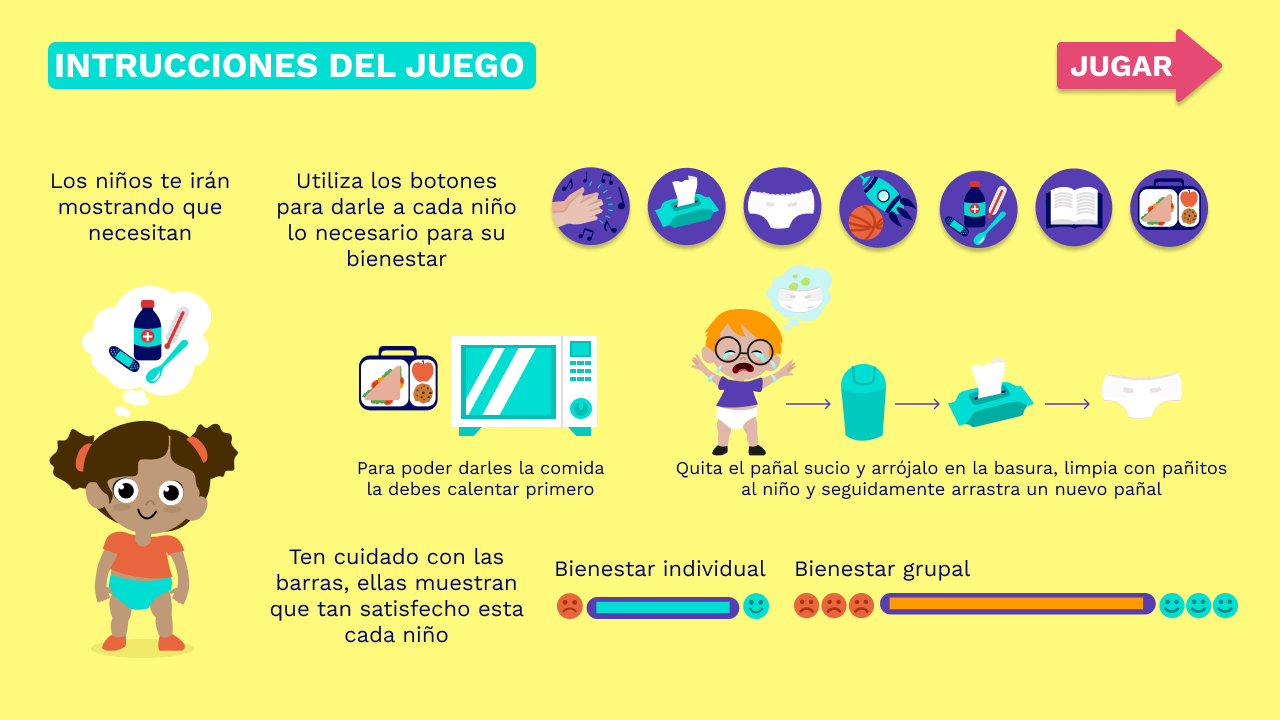 INTRUCCIONES DEL JUEGO
JUGAR
Los niños te irán
mostrando que
necesitan
Utiliza los botones
para darle a cada niño
lo necesario para su
bienestar
Para poder darles la comida
la debes calentar primero
Quita el pañal sucio y arrójalo en la basura, limpia con pañitos
al niño y seguidamente arrastra un nuevo pañal
Ten cuidado con las
barras, ellas muestran
que tan satisfecho esta
cada niño
Bienestar individual
Bienestar grupal